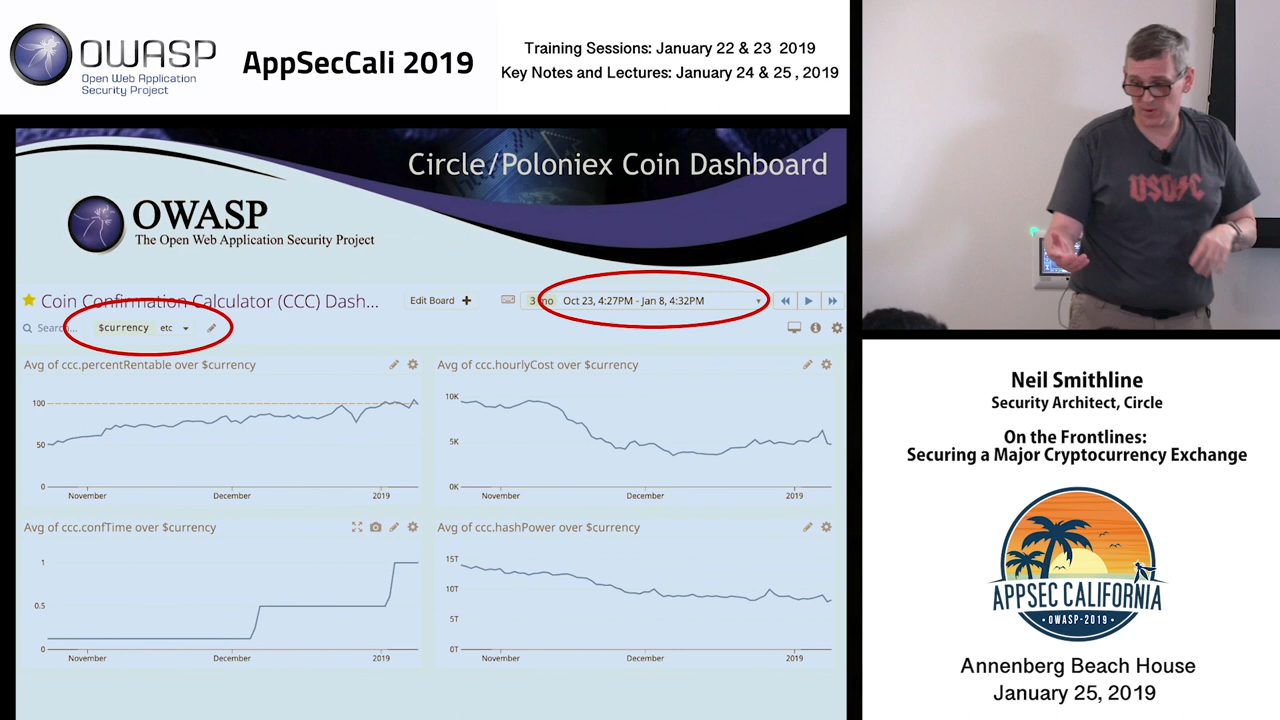 OWASP
Open Web Application
Security Project
AppSecCali 2019
Training Sessions: January 22 & 23 2019
Key Notes and Lectures: January 24 & 25 , 2019
Circle/Poloniex Coin Dashboard
OWASP
The Open Web Application Security Project
Coin Confirmation Calculator (CCC) Dash...
Edit Board +
3 mo
Oct 23, 4:27PM - Jan 8, 4:32PM
Search...
$currency etc
Avg of ccc.percentRentable over $currency
100
50
0
November
December
2019
Avg of ccc.hourlyCost over $currency
10K
5K
0K
November
December
2019
Avg of ccc.confTime over $currency
1
0.5
0
November
December
2019
Avg of ccc.hashPower over $currency
15T
10T
5T
0T
November
December
2019
Neil Smithline
Security Architect, Circle
On the Frontlines:
Securing a Major Cryptocurrency Exchange
APPSEC CALIFORNIA
• OWASP-2019 •
Annenberg Beach House
January 25, 2019